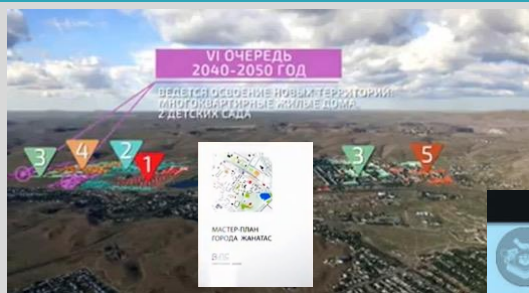 VI ОЧЕРЕДЬ
2040-2050 ГОД
ВЕДЕТСЯ ОСВОЕНИЕ НОВЫХ ТЕРРИТОРИЙ:
МНОГОКВАРТИРНЫЕ ЖИЛЫЕ ДОМА,
2 ДЕТСКИХ САДА
3
4
2
1
3
5
МАСТЕР-ПЛАН
ГОРОДА ЖАНАТАС